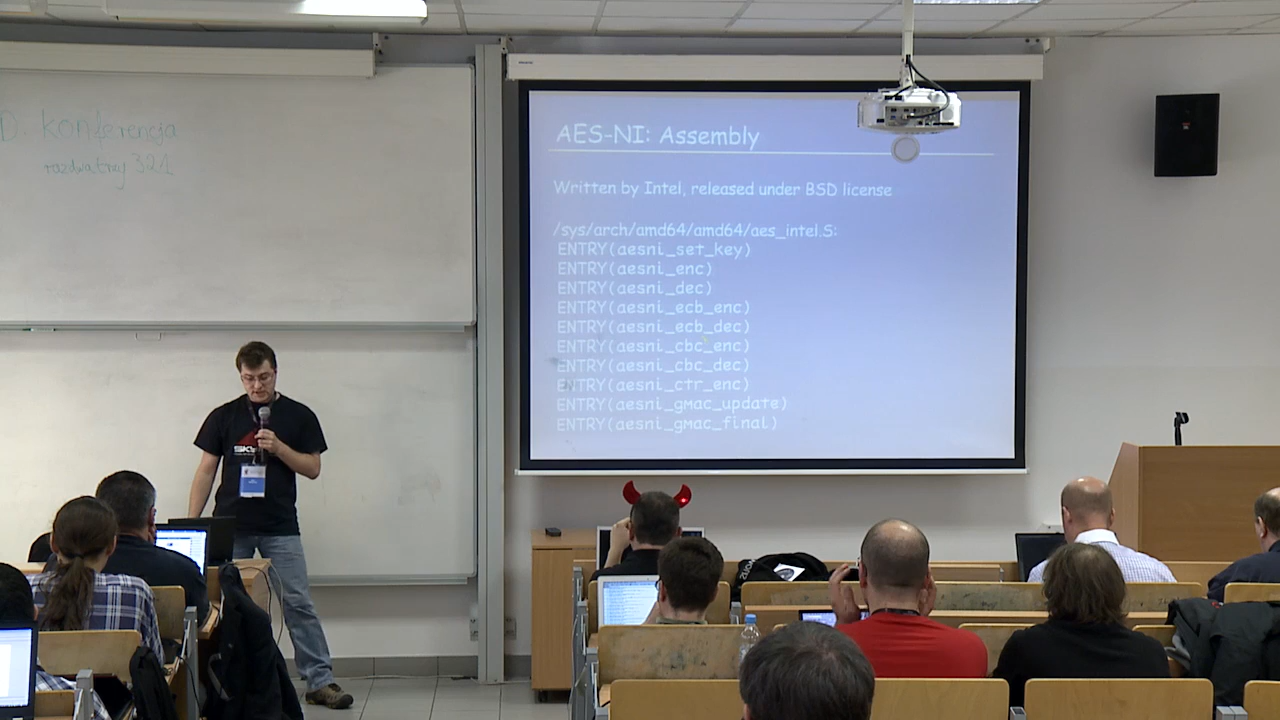 D. konferencja
razdwatrzy 321
AES-NI: Assembly
Written by Intel, released under BSD license
/sys/arch/amd64/amd64/aes_intel.S:
ENTRY(aesni_set_key)
ENTRY(aesni_enc)
ENTRY(aesni_dec)
ENTRY(aesni_ecb_enc)
ENTRY(aesni_ecb_dec)
ENTRY(aesni_cbc_enc)
ENTRY(aesni_cbc_dec)
ENTRY(aesni_ctr_enc)
ENTRY(aesni_gmac_update)
ENTRY(aesni_gmac_final)